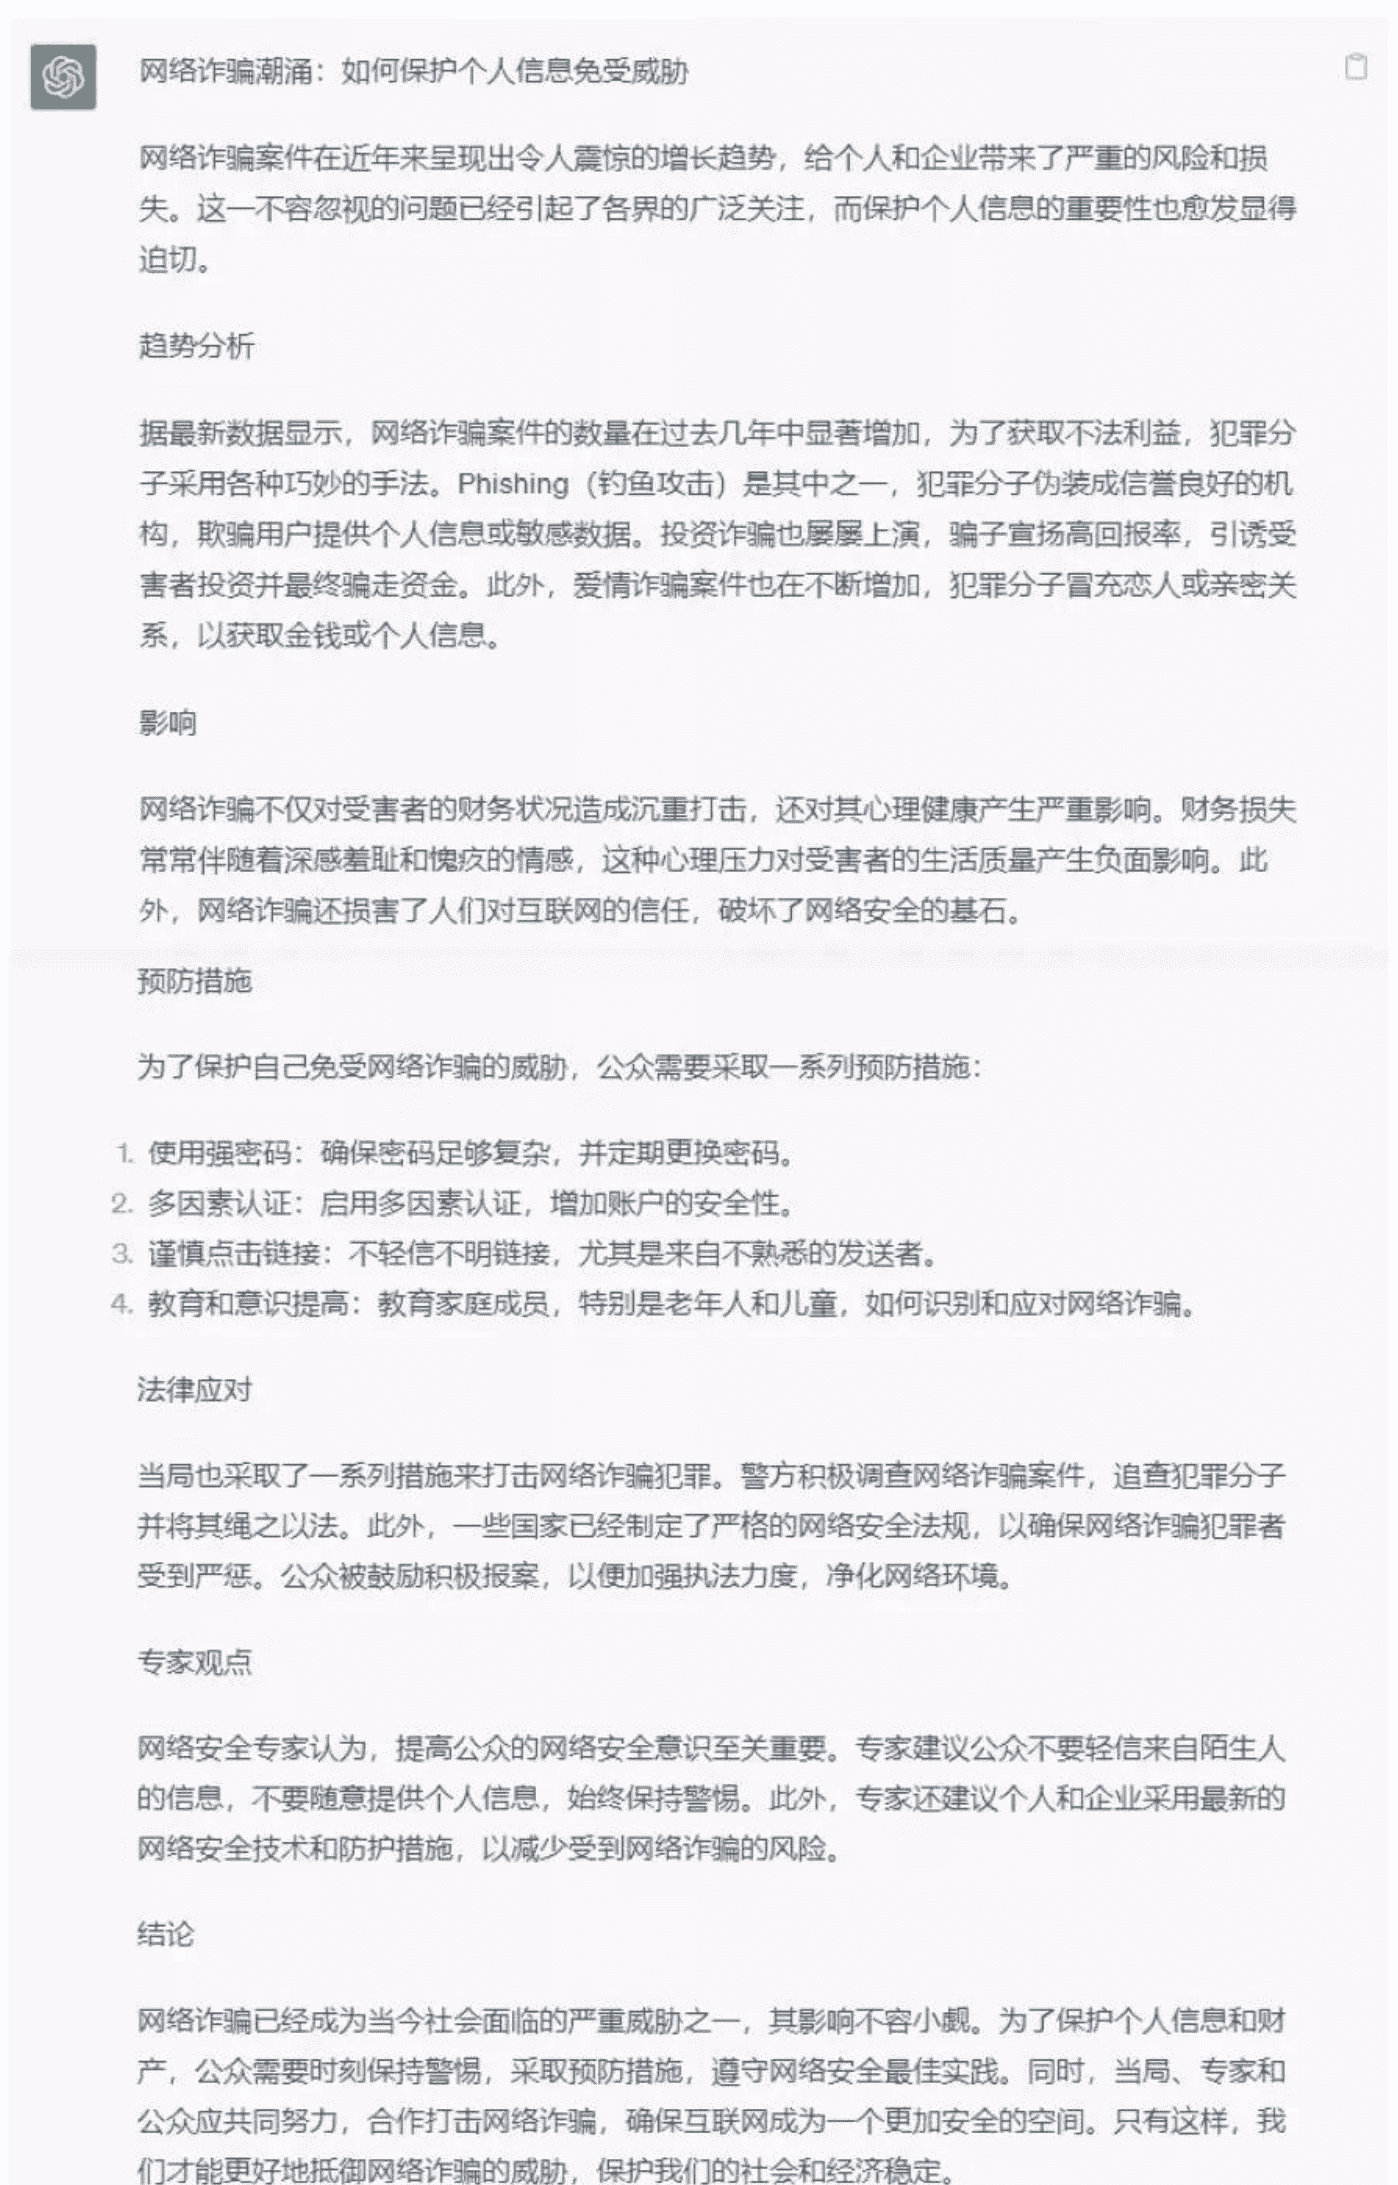 网络诈骗潮涌：如何保护个人信息免受威胁
网络诈骗案件在近年来呈现出令人震惊的增长趋势，给个人和企业带来了严重的风险和损
失。这一不容忽视的问题已经引起了各界的广泛关注，而保护个人信息的重要性也愈发显得
迫切。
趋势分析
据最新数据显示，网络诈骗案件的数量在过去几年中显著增加，为了获取不法利益，犯罪分
子采用各种巧妙的手法。Phishing（钓鱼攻击）是其中之一，犯罪分子伪装成信誉良好的机
构，欺骗用户提供个人信息或敏感数据。投资诈骗也屡屡上演，骗子宣扬高回报率，引诱受
害者投资并最终骗走资金。此外，爱情诈骗案件也在不断增加，犯罪分子冒充恋人或亲密关
系，以获取金钱或个人信息。
影响
网络诈骗不仅对受害者的财务状况造成沉重打击，还对其心理健康产生严重影响。财务损失
常常伴随着深感羞耻和愧疚的情感，这种心理压力对受害者的生活质量产生负面影响。此
外，网络诈骗还损害了人们对互联网的信任，破坏了网络安全的基石。
预防措施
为了保护自己免受网络诈骗的威胁，公众需要采取一系列预防措施：
1. 使用强密码：确保密码足够复杂，并定期更换密码。
2. 多因素认证：启用多因素认证，增加账户的安全性。
3. 谨慎点击链接：不轻信不明链接，尤其是来自不熟悉的发送者。
4. 教育和意识提高：教育家庭成员，特别是老年人和儿童，如何识别和应对网络诈骗。
法律应对
当局也采取了一系列措施来打击网络诈骗犯罪。警方积极调查网络诈骗案件，追查犯罪分子
并将其绳之以法。此外，一些国家已经制定了严格的网络安全法规，以确保网络诈骗犯罪者
受到严惩。公众被鼓励积极报案，以便加强执法力度，净化网络环境。
专家观点
网络安全专家认为，提高公众的网络安全意识至关重要。专家建议公众不要轻信来自陌生人
的信息，不要随意提供个人信息，始终保持警惕。此外，专家还建议个人和企业采用最新的
网络安全技术和防护措施，以减少受到网络诈骗的风险。
结论
网络诈骗已经成为当今社会面临的严重威胁之一，其影响不容小觑。为了保护个人信息和财
产，公众需要时刻保持警惕，采取预防措施，遵守网络安全最佳实践。同时，当局、专家和
公众应共同努力，合作打击网络诈骗，确保互联网成为一个更加安全的空间。只有这样，我
们才能更好地抵御网络诈骗的威胁，保护我们的社会和经济稳定。